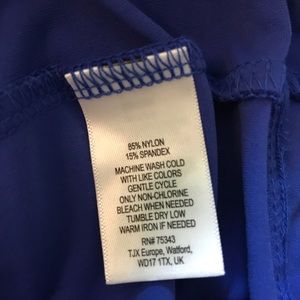 85% NYLON
15% SPANDEX
MACHINE WASH COLD
WITH LIKE COLORS
GENTLE CYCLE
ONLY NON-CHLORINE
BLEACH WHEN NEEDED
TUMBLE DRY LOW
WARM IRON IF NEEDED
RN# 75343
TJX Europe, Watford,
WD17 1TX, UK